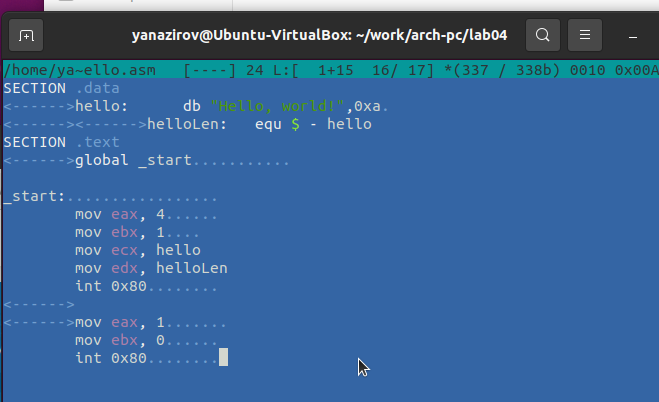 yanazirov@Ubuntu-VirtualBox: ~/work/arch-pc/lab04
/home/ya~ello.asm   [----] 24 L:[  1+15  16/ 17] *(337 / 338b) 0010 0x00A
SECTION .data
<------>hello:      db "Hello, world!",0xa.
<------><------>helloLen:   equ $ - hello
SECTION .text
<------>global _start...........
_start:.................
        mov eax, 4......
        mov ebx, 1....
        mov ecx, hello
        mov edx, helloLen
        int 0x80........
<------>
<------>mov eax, 1.......
        mov ebx, 0......
        int 0x80........